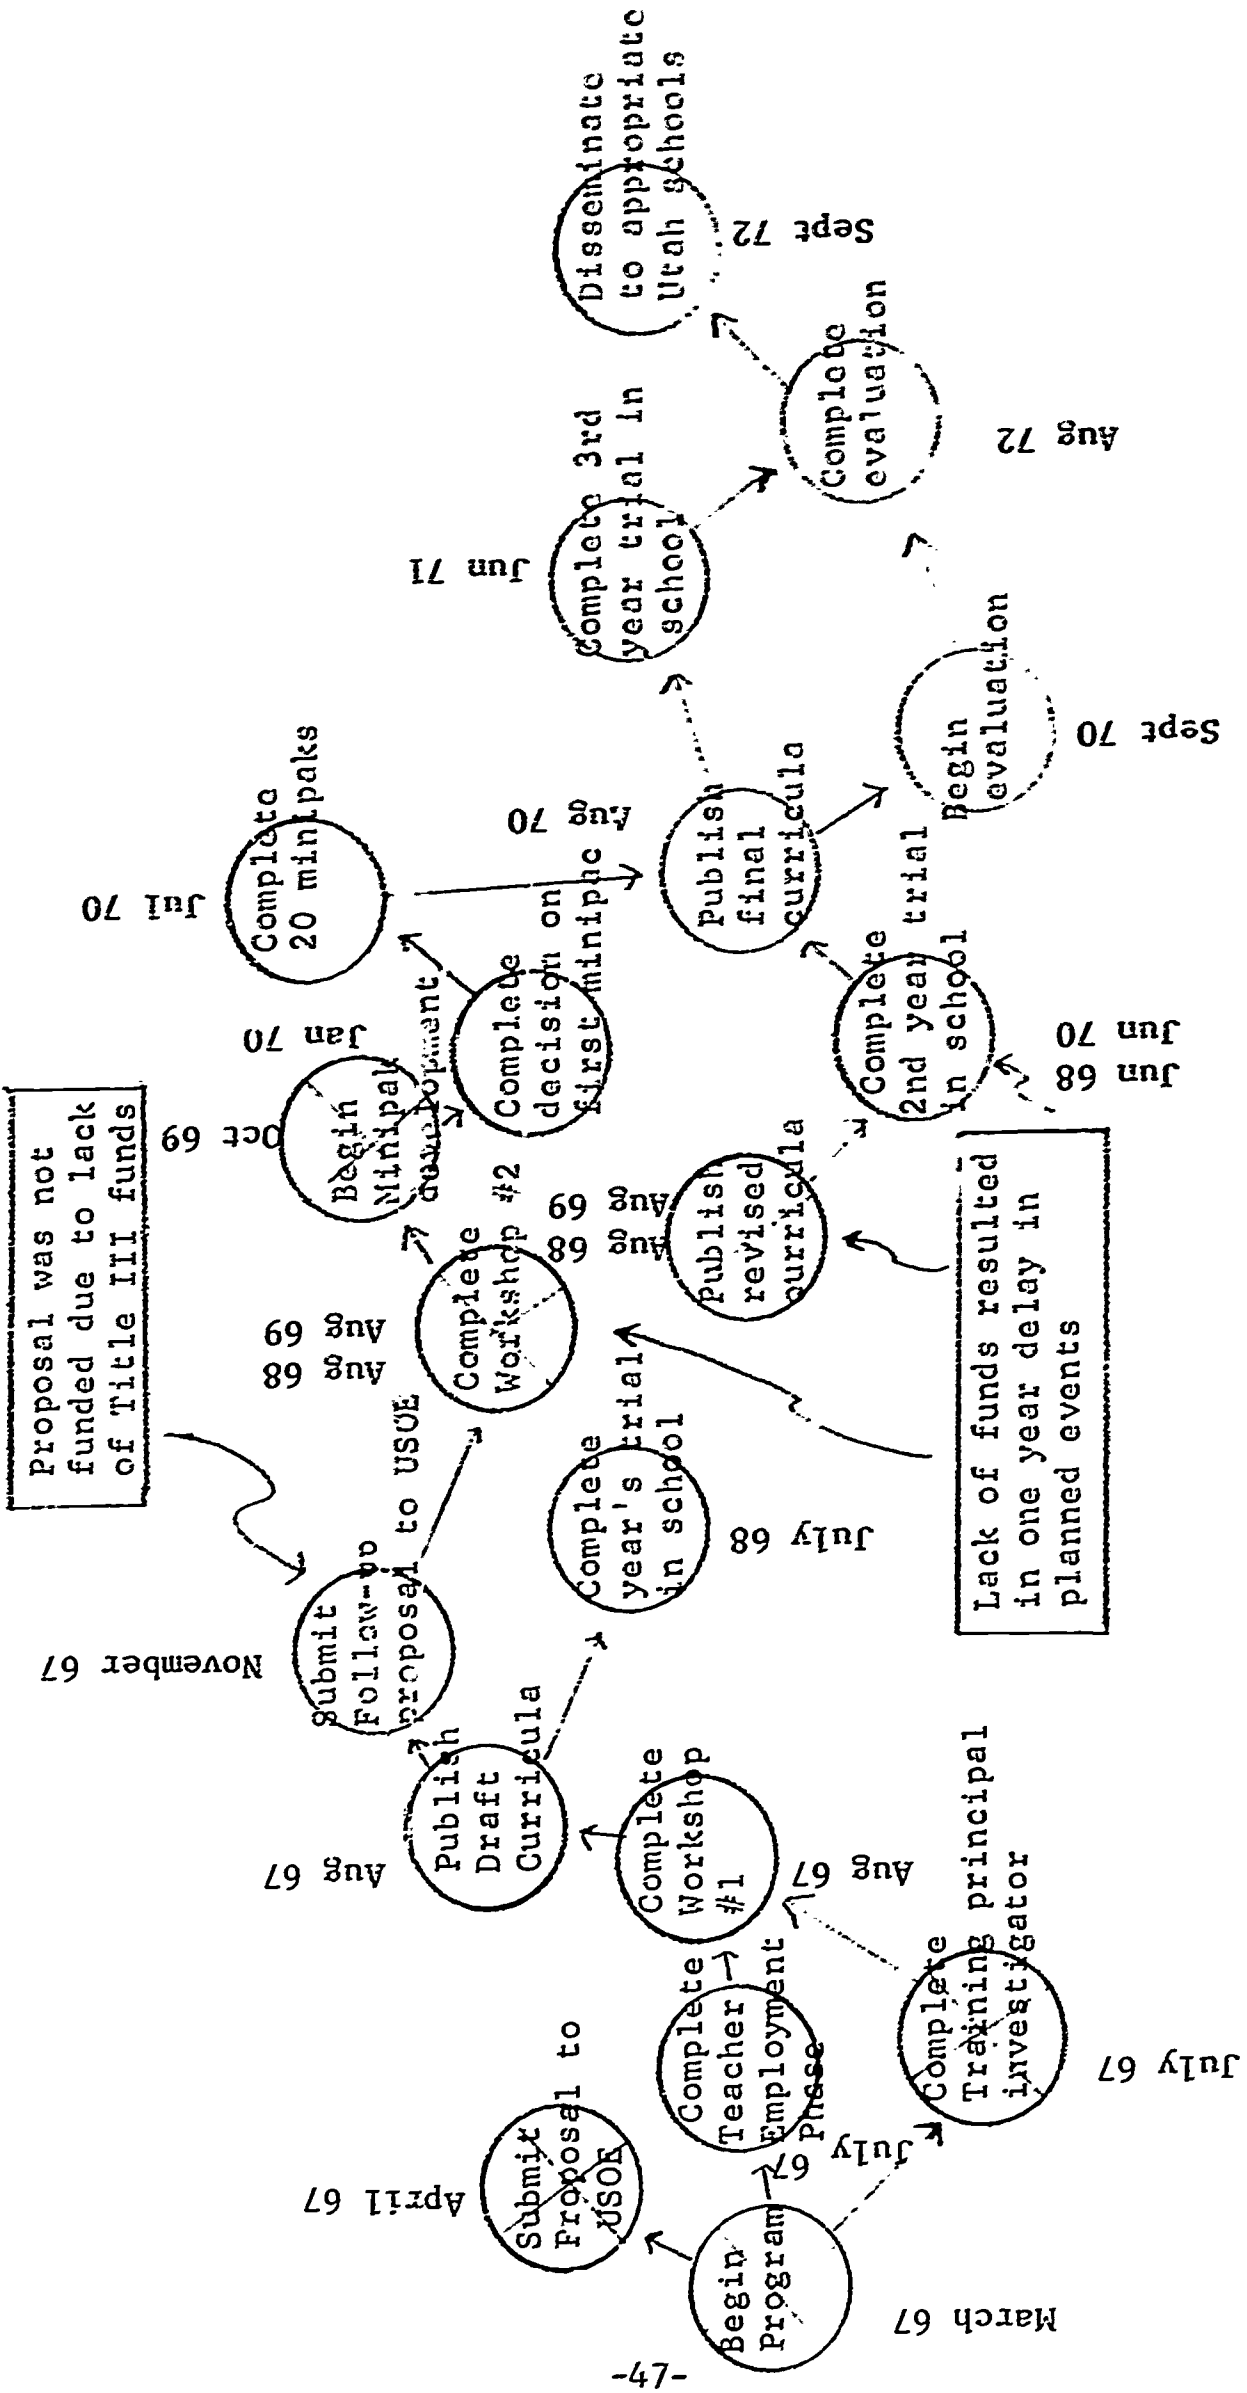 Proposal was not
funded due to lack
of Title III funds
March 67
Begin
Program
April 67
Submit
Proposal to
USOE
July
67
Complete
Teacher
Employment
Phase
July 67
Complete
Training principal
investigator
Aug 67
Complete
Workshop
#1
Aug 67
Publish
Draft
Curricula
November 67
Submit
Follow-up
proposal to USOE
July 68
Complete
year's trial
in school
Aug 68
Aug 69
Complete
Workshop #2
Aug 68
Aug 69
Publish
revised
curricula
Lack of funds resulted
in one year delay in
planned events
Oct 69
Begin
Minipak
development
Jan 70
Complete
decision on
first minipac
Jun 68
Jun 70
Complete
2nd year trial
in school
Jul 70
Complete
20 minipaks
Aug 70
Publish
final
curricula
Sept 70
Begin
evaluation
Jun 71
Complete 3rd
year trial in
school
Aug 72
Complete
evaluation
Sept 72
Disseminate
to appropriate
Utah schools
-47-